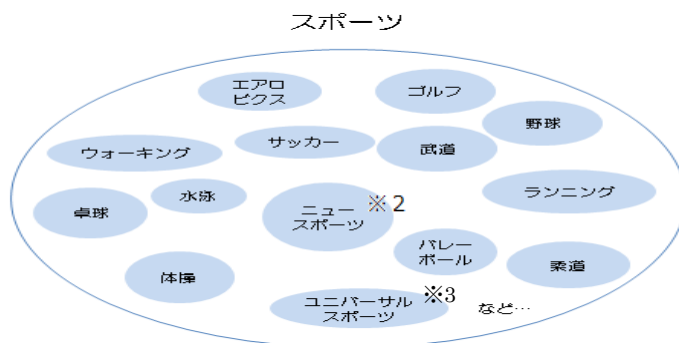 スポーツ
エアロ
ビクス
ゴルフ
野球
サッカー
武道
ウォーキング
水泳
ランニング
卓球
ニュー
スポーツ
※2
バレー
ボール
柔道
体操
ユニバーサル
スポーツ
※3
など…